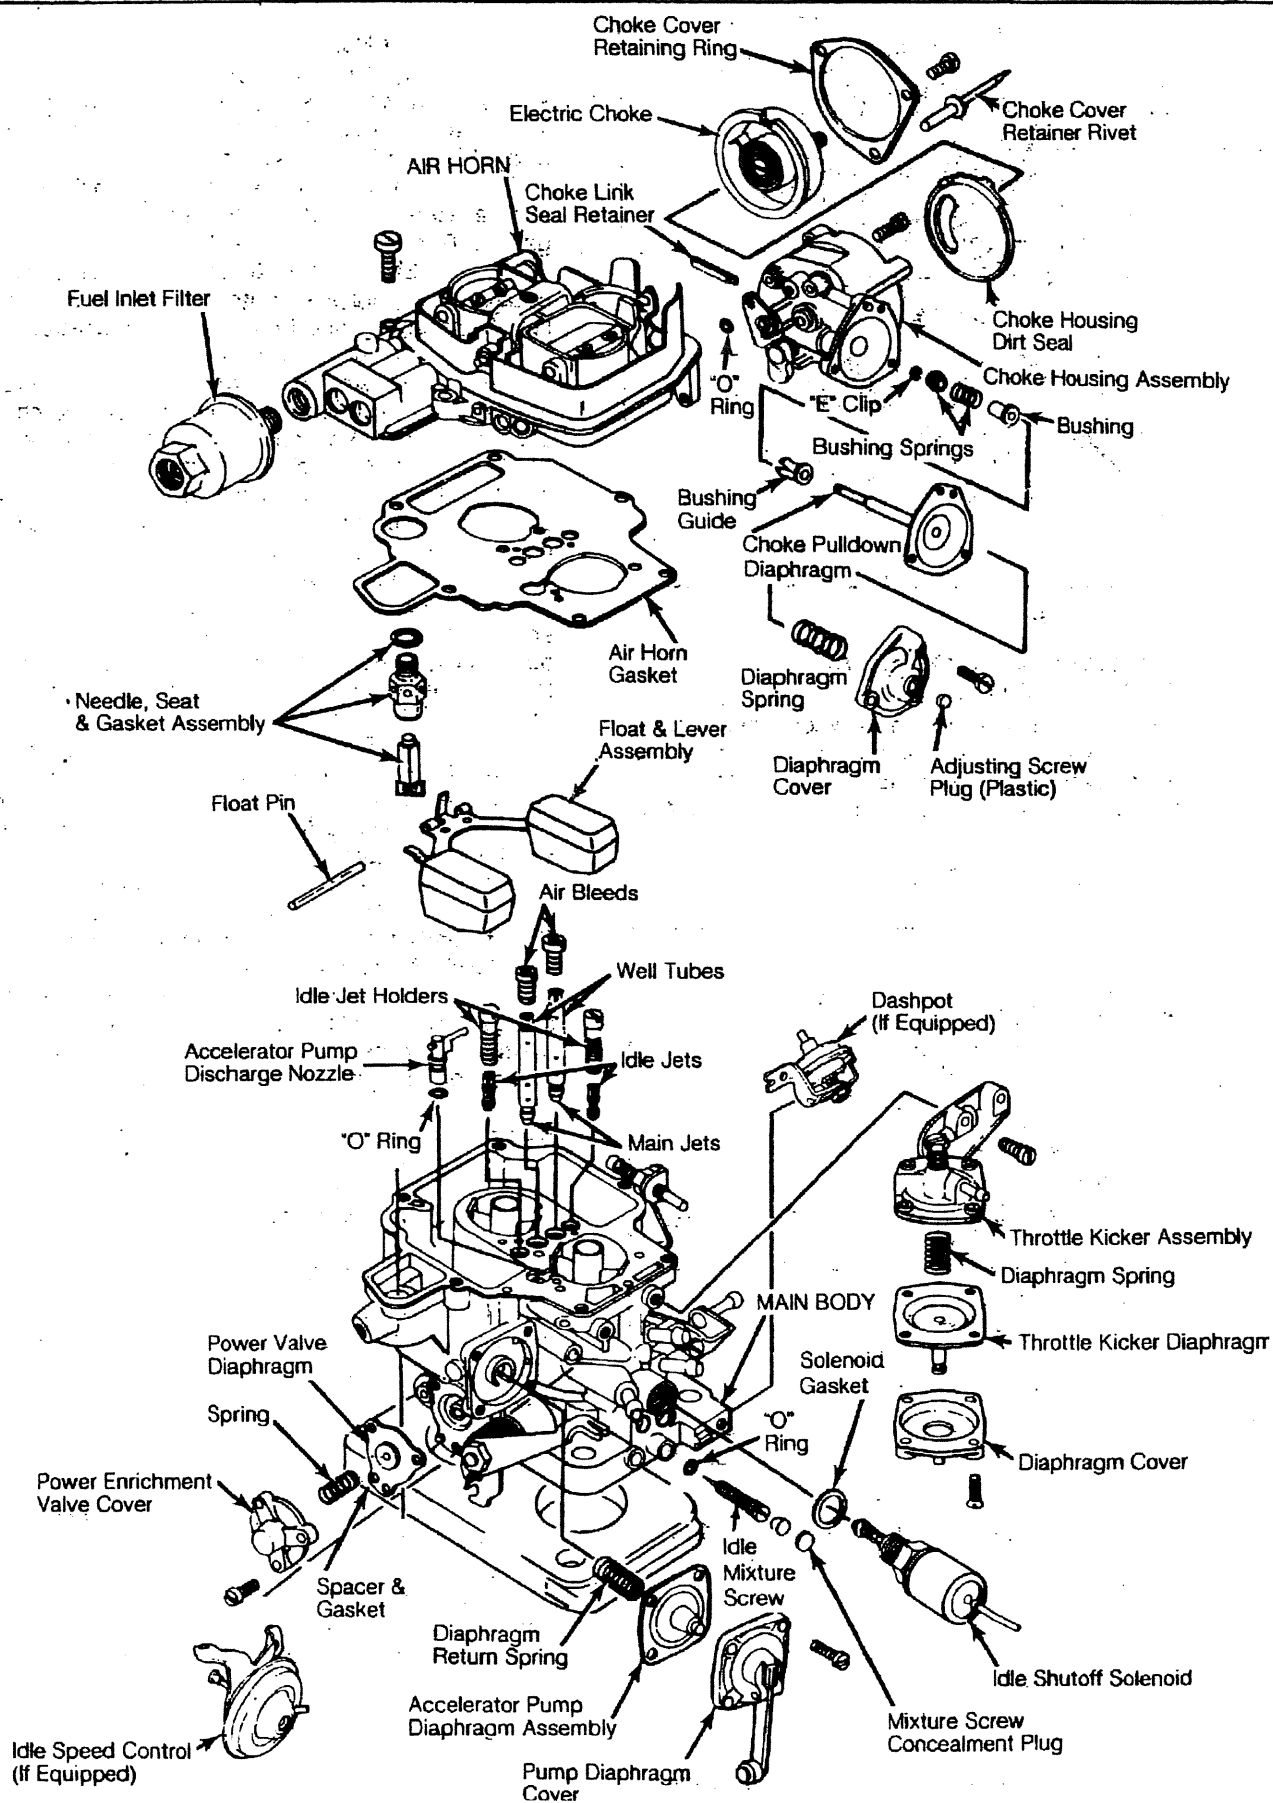 Choke Cover
Retaining Ring
Electric Choke
Choke Cover
Retainer Rivet
AIR HORN
Choke Link
Seal Retainer
Fuel Inlet Filter
Choke Housing
Dirt Seal
"O"
Ring
Choke Housing Assembly
"E" Clip
Bushing
Bushing Springs
Bushing
Guide
Choke Pulldown
Diaphragm
Air Horn
Gasket
Diaphragm
Spring
Needle, Seat
& Gasket Assembly
Float & Lever
Assembly
Diaphragm
Cover
Adjusting Screw
Plug (Plastic)
Float Pin
Air Bleeds
Well Tubes
Idle Jet Holders
Dashpot
(If Equipped)
Accelerator Pump
Discharge Nozzle
Idle Jets
"O" Ring
Main Jets
Throttle Kicker Assembly
Diaphragm Spring
MAIN BODY
Power Valve
Diaphragm
Throttle Kicker Diaphragm
Solenoid
Gasket
Spring
"O"
Ring
Diaphragm Cover
Power Enrichment
Valve Cover
Idle
Mixture
Screw
Spacer &
Gasket
Diaphragm
Return Spring
Idle Shutoff Solenoid
Accelerator Pump
Diaphragm Assembly
Mixture Screw
Concealment Plug
Idle Speed Control
(If Equipped)
Pump Diaphragm
Cover